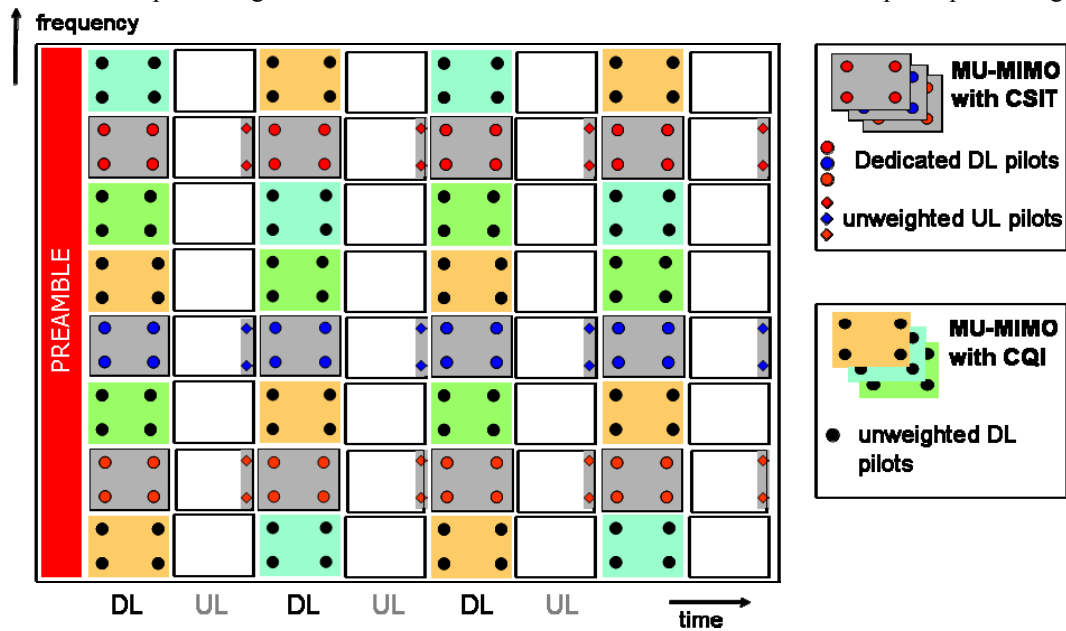 frequency
PREAMBLE
DL UL DL UL DL UL
time
MU-MIMO
with CSIT
Dedicated DL pilots
unweighted UL pilots
MU-MIMO
with CQI
unweighted DL
pilots